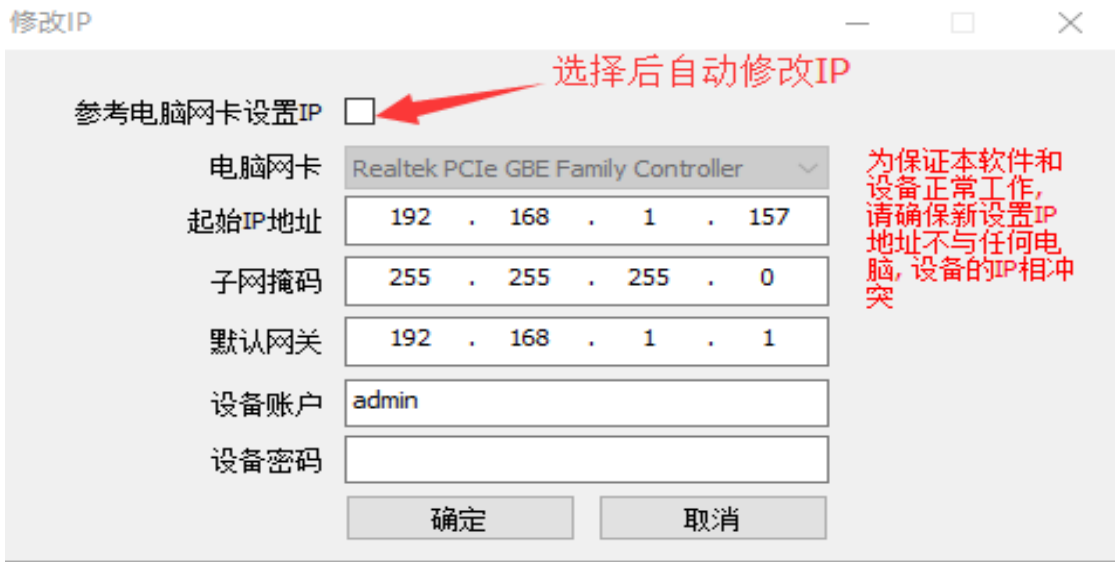 修改IP
选择后自动修改IP
参考电脑网卡设置IP
电脑网卡 Realtek PCIe GBE Family Controller
起始IP地址 192 . 168 . 1 . 157
子网掩码 255 . 255 . 255 . 0
默认网关 192 . 168 . 1 . 1
设备账户 admin
设备密码
确定 取消
为保证本软件和
设备正常工作,
请确保新设置IP
地址不与任何电
脑, 设备的IP相冲
突